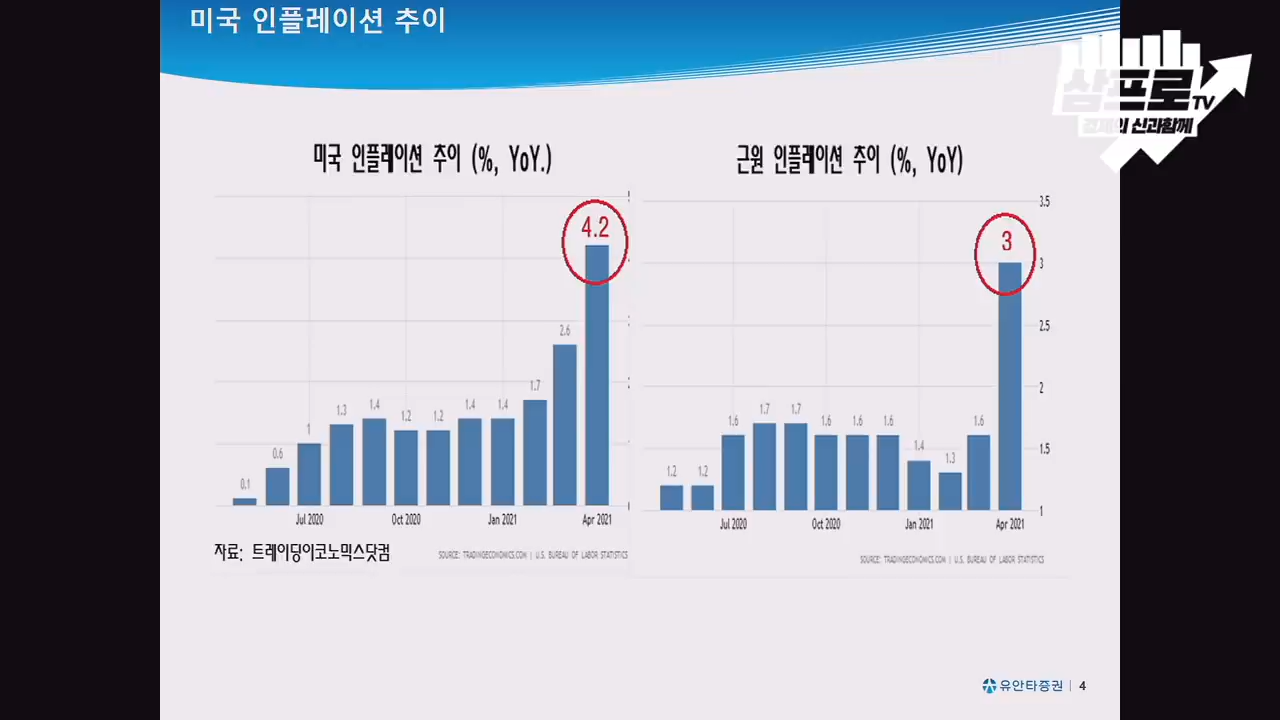 미국 인플레이션 추이
삼프로TV
경제의 신과함께
미국 인플레이션 추이 (%, YoY.)
4.2
2.6
1.7
1.4
1.4
1.2
1.2
1.4
1.3
1
0.6
0.1
Jul 2020
Oct 2020
Jan 2021
Apr 2021
자료: 트레이딩이코노믹스닷컴
SOURCE: TRADINGECONOMICS.COM | U.S. BUREAU OF LABOR STATISTICS
근원 인플레이션 추이 (%, YoY)
3.5
3
2.5
2
1.5
1
3
1.2
1.2
1.6
1.7
1.7
1.6
1.6
1.6
1.4
1.3
1.6
Jul 2020
Oct 2020
Jan 2021
Apr 2021
SOURCE: TRADINGECONOMICS.COM | U.S. BUREAU OF LABOR STATISTICS
유안타증권 | 4